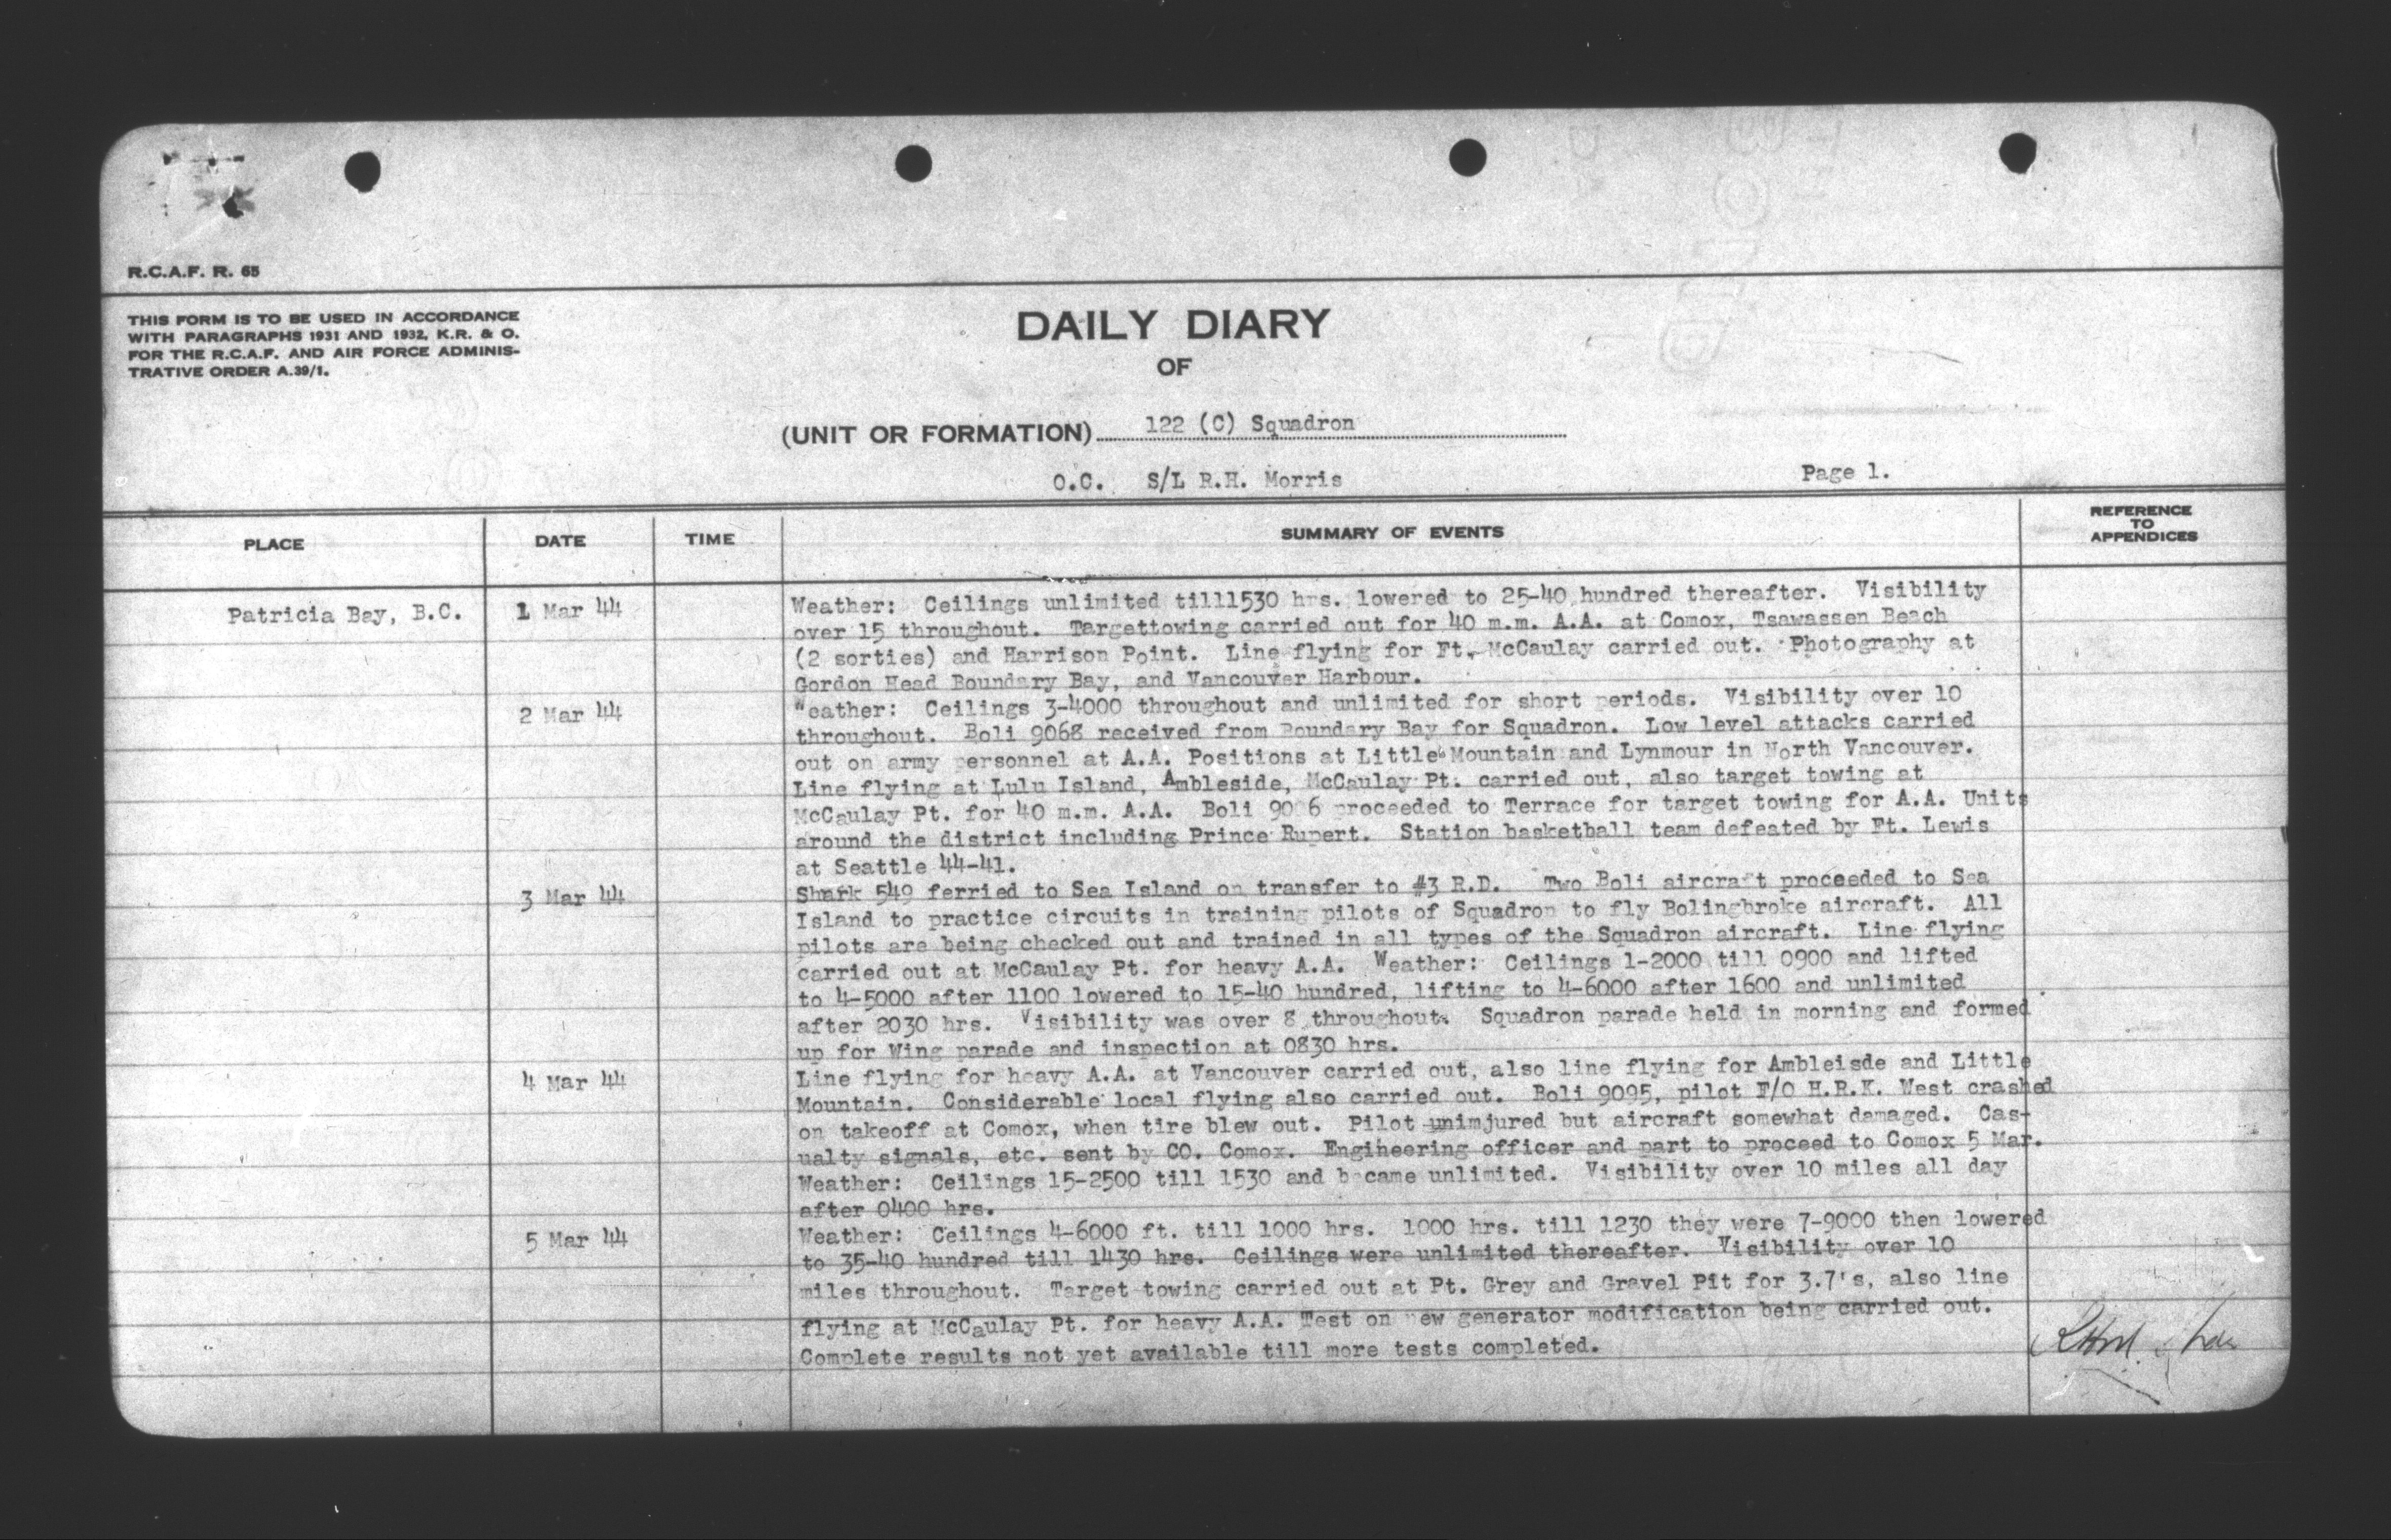 R.C.A.F. R. 65
THIS FORM IS TO BE USED IN ACCORDANCE
WITH PARAGRAPHS 1931 AND 1932, K.R. & O.
FOR THE R.C.A.F. AND AIR FORCE ADMINIS-
TRATIVE ORDER A.39/1.
DAILY DIARY
OF
(UNIT OR FORMATION) 122 (C) Squadron
O.C. S/L R.H. Morris Page 1.
PLACE DATE TIME SUMMARY OF EVENTS REFERENCE TO APPENDICES
Patricia Bay, B.C. 1 Mar 44 Weather: Ceilings unlimited till1530 hrs. lowered to 25-40 hundred thereafter. Visibility
over 15 throughout. Targettowing carried out for 40 m.m. A.A. at Comox, Tsawassen Beach
(2 sorties) and Harrison Point. Line flying for Ft. McCaulay carried out. Photography at
Gordon Head Boundary Bay, and Vancouver Harbour.
2 Mar 44 Weather: Ceilings 3-4000 throughout and unlimited for short periods. Visibility over 10
throughout. Boli 9068 received from Boundary Bay for Squadron. Low level attacks carried
out on army personnel at A.A. Positions at Little Mountain and Lynmour in North Vancouver.
Line flying at Lulu Island, Ambleside, McCaulay Pt. carried out, also target towing at
McCaulay Pt. for 40 m.m. A.A. Boli proceeded to Terrace for target towing for A.A. Units
around the district including Prince Rupert. Station basketball team defeated by Ft. Lewis
at Seattle 44-41.
3 Mar 44 Shark 549 ferried to Sea Island on transfer to #3 R.D. Two Boli aircraft proceeded to Sea
Island to practice circuits in training pilots of Squadron to fly Bolingbroke aircraft. All
pilots are being checked out and trained in all types of the Squadron aircraft. Line flying
carried out at McCaulay Pt. for heavy A.A. Weather: Ceilings 1-2000 till 0900 and lifted
to 4-5000 after 1100 lowered to 15-40 hundred, lifting to 4-6000 after 1600 and unlimited
after 2030 hrs. Visibility was over 8 throughout. Squadron parade held in morning and formed
up for Wing parade and inspection at 0830 hrs.
4 Mar 44 Line flying for heavy A.A. at Vancouver carried out, also line flying for Ambleisde and Little
Mountain. Considerable local flying also carried out. Boli 9095, pilot F/O H.R.K. West crashed
on takeoff at Comox, when tire blew out. Pilot unimjured but aircraft somewhat damaged. Cas-
ualty signals, etc. sent by CO. Comox. Engiheering officer and part to proceed to Comox 5 Mar.
Weather: Ceilings 15-2500 till 1530 and became unlimited. Visibility over 10 miles all day
after 0400 hrs.
5 Mar 44 Weather: Ceilings 4-6000 ft. till 1000 hrs. 1000 hrs. till 1230 they were 7-9000 then lowered
to 35-40 hundred till 1430 hrs. Ceilings were unlimited thereafter. Visibility over 10
miles throughout. Target towing carried out at Pt. Grey and Gravel Pit for 3.7's, also line
flying at McCaulay Pt. for heavy A.A. Test on new generator modification being carried out.
Complete results not yet available till more tests completed.